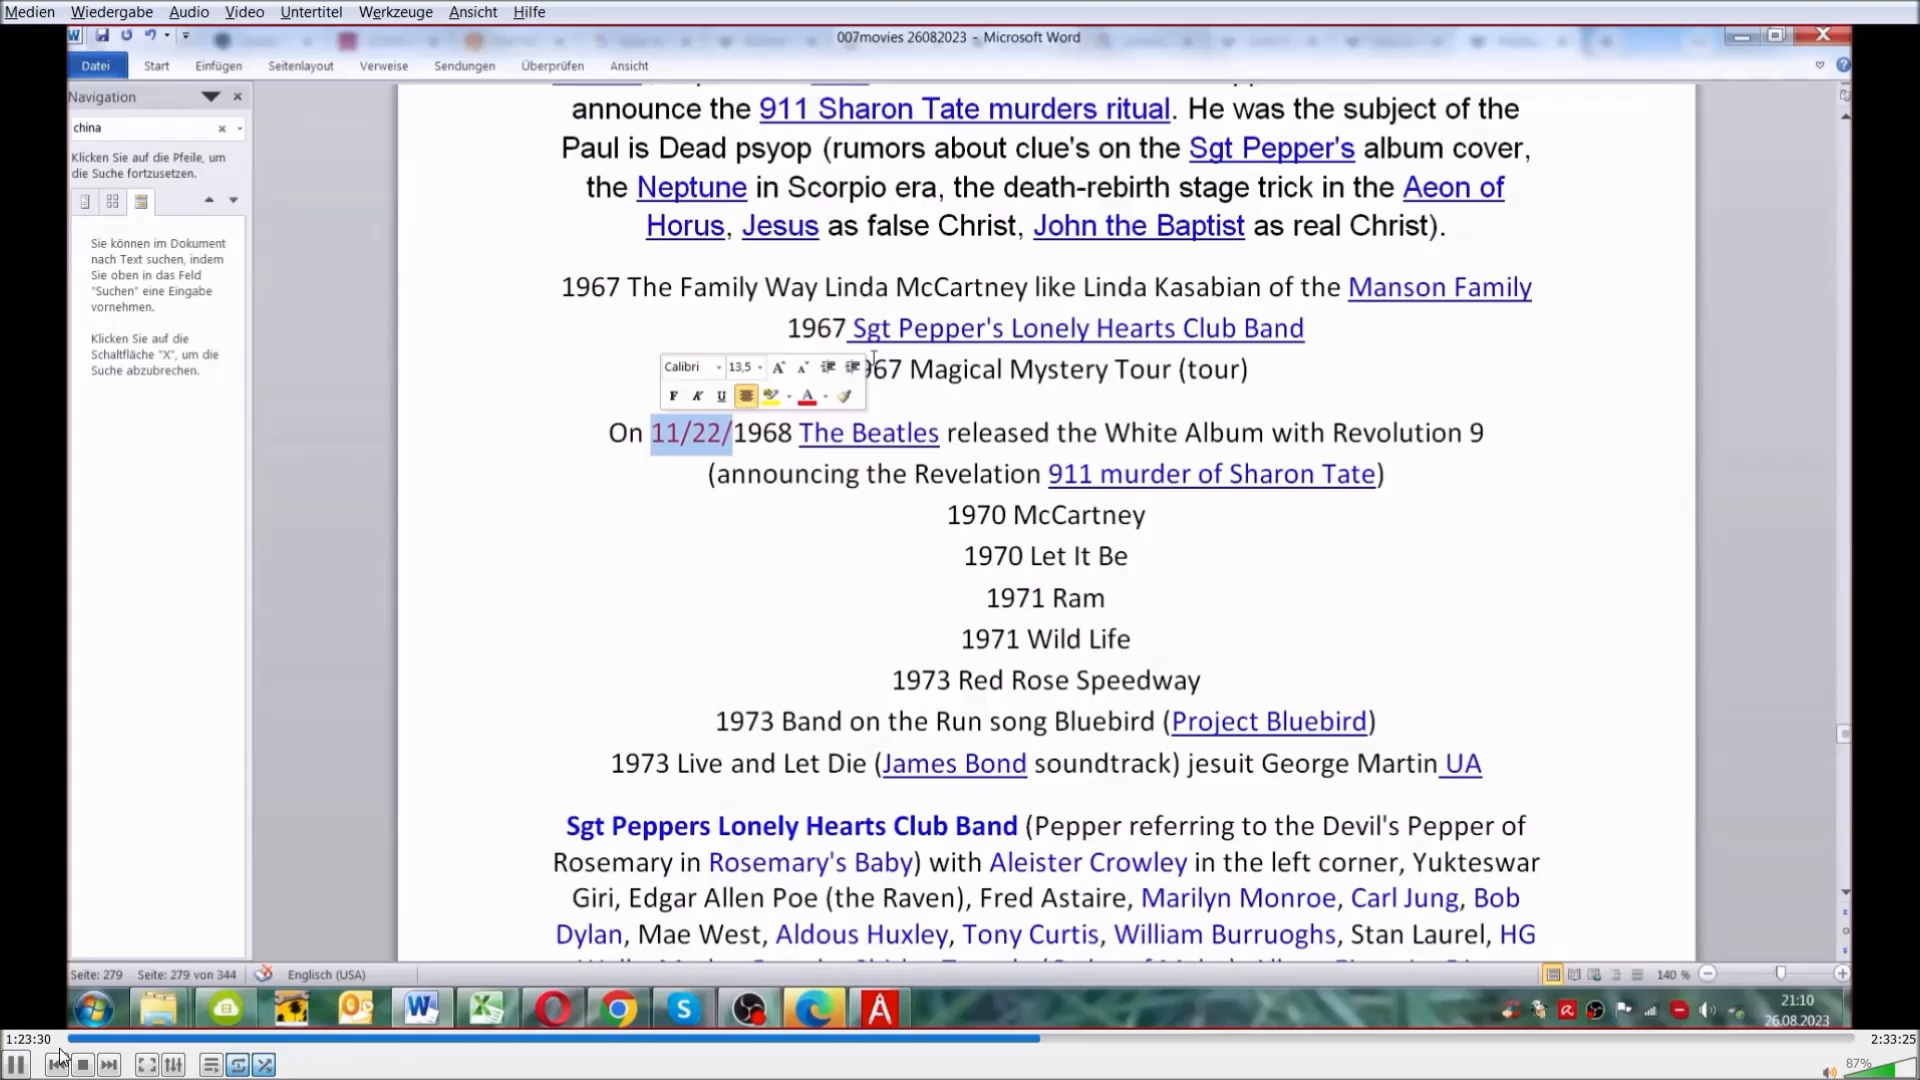 Medien Wiedergabe Audio Video Untertitel Werkzeuge Ansicht Hilfe
007movies 26082023 - Microsoft Word
Datei Start Einfügen Seitenlayout Verweise Sendungen Überprüfen Ansicht
Navigation
china
Klicken Sie auf die Pfeile, um
die Suche fortzusetzen.
Sie können im Dokument
nach Text suchen, indem
Sie oben in das Feld
"Suchen" eine Eingabe
vornehmen.
Klicken Sie auf die
Schaltfläche "X", um die
Suche abzubrechen.
announce the 911 Sharon Tate murders ritual. He was the subject of the
Paul is Dead psyop (rumors about clue's on the Sgt Pepper's album cover,
the Neptune in Scorpio era, the death-rebirth stage trick in the Aeon of
Horus, Jesus as false Christ, John the Baptist as real Christ).
1967 The Family Way Linda McCartney like Linda Kasabian of the Manson Family
1967 Sgt Pepper's Lonely Hearts Club Band
Calibri 13,5
67 Magical Mystery Tour (tour)
F K U A
On 11/22/1968 The Beatles released the White Album with Revolution 9
(announcing the Revelation 911 murder of Sharon Tate)
1970 McCartney
1970 Let It Be
1971 Ram
1971 Wild Life
1973 Red Rose Speedway
1973 Band on the Run song Bluebird (Project Bluebird)
1973 Live and Let Die (James Bond soundtrack) jesuit George Martin UA
Sgt Peppers Lonely Hearts Club Band (Pepper referring to the Devil's Pepper of
Rosemary in Rosemary's Baby) with Aleister Crowley in the left corner, Yukteswar
Giri, Edgar Allen Poe (the Raven), Fred Astaire, Marilyn Monroe, Carl Jung, Bob
Dylan, Mae West, Aldous Huxley, Tony Curtis, William Burruoghs, Stan Laurel, HG
Seite: 279 Seite: 279 von 344 Englisch (USA) 140 %
21:10
26.08.2023
1:23:30 2:33:25
87%